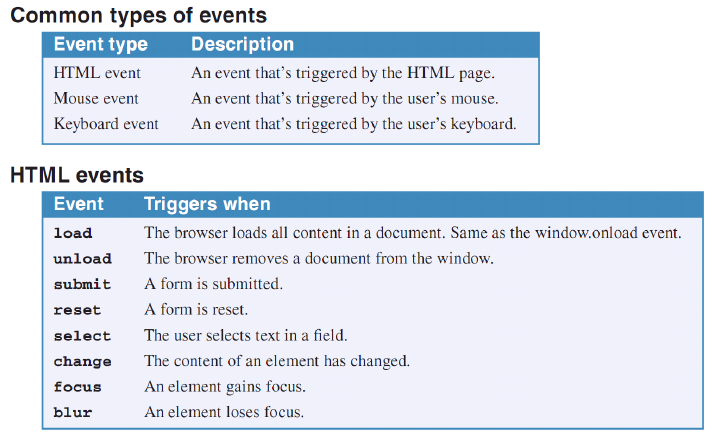 Common types of events
Event type Description
HTML event An event that's triggered by the HTML page.
Mouse event An event that's triggered by the user's mouse.
Keyboard event An event that's triggered by the user's keyboard.
HTML events
Event Triggers when
load The browser loads all content in a document. Same as the window.onload event.
unload The browser removes a document from the window.
submit A form is submitted.
reset A form is reset.
select The user selects text in a field.
change The content of an element has changed.
focus An element gains focus.
blur An element loses focus.